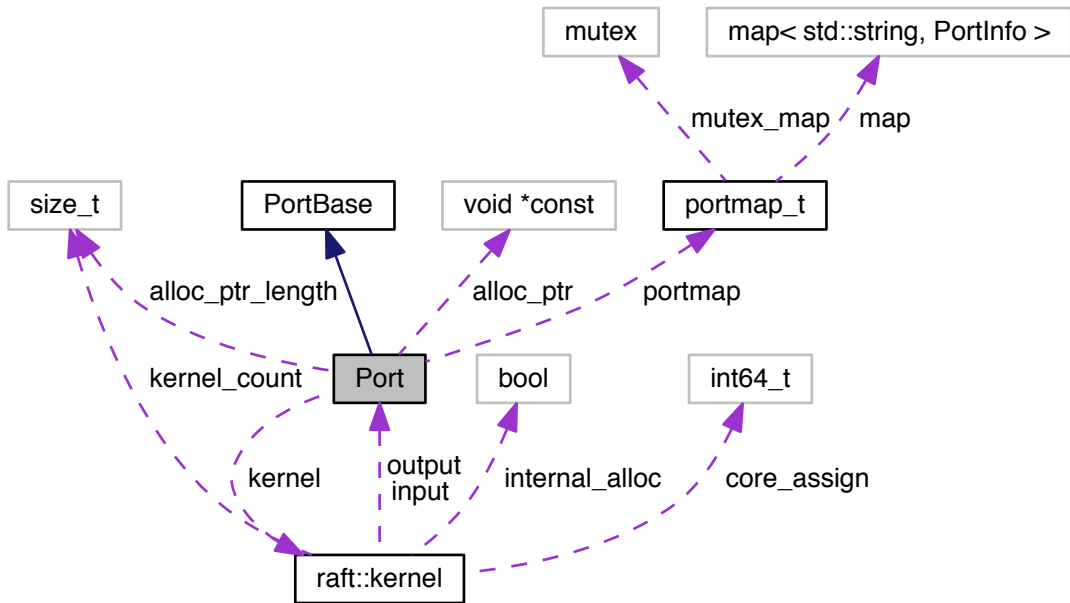 mutex
map< std::string, PortInfo >
mutex_map
map
size_t
PortBase
void *const
portmap_t
alloc_ptr_length
alloc_ptr
portmap
kernel_count
Port
bool
int64_t
kernel
output
input
internal_alloc
core_assign
raft::kernel